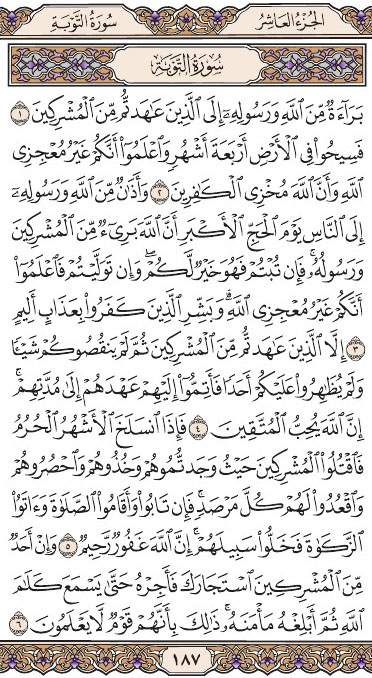 الجُزْءُ العَاشِرُ سُورَةُ التَّوْبَةِ
سُورَةُ التَّوْبَةِ
بَرَآءَةٌ مِّنَ ٱللَّهِ وَرَسُولِهِۦٓ إِلَى ٱلَّذِينَ عَٰهَدتُّم مِّنَ ٱلْمُشْرِكِينَ ١
فَسِيحُوا۟ فِى ٱلْأَرْضِ أَرْبَعَةَ أَشْهُرٍ وَٱعْلَمُوٓا۟ أَنَّكُمْ غَيْرُ مُعْجِزِى
ٱللَّهِ وَأَنَّ ٱللَّهَ مُخْزِى ٱلْكَٰفِرِينَ ٢ وَأَذَٰنٌ مِّنَ ٱللَّهِ وَرَسُولِهِۦٓ
إِلَى ٱلنَّاسِ يَوْمَ ٱلْحَجِّ ٱلْأَكْبَرِ أَنَّ ٱللَّهَ بَرِىٓءٌ مِّنَ ٱلْمُشْرِكِينَ
وَرَسُولُهُۥ فَإِن تُبْتُمْ فَهُوَ خَيْرٌ لَّكُمْ وَإِن تَوَلَّيْتُمْ فَٱعْلَمُوٓا۟
أَنَّكُمْ غَيْرُ مُعْجِزِى ٱللَّهِ وَبَشِّرِ ٱلَّذِينَ كَفَرُوا۟ بِعَذَابٍ أَلِيمٍ
٣ إِلَّا ٱلَّذِينَ عَٰهَدتُّم مِّنَ ٱلْمُشْرِكِينَ ثُمَّ لَمْ يَنقُصُوكُمْ شَيْـًٔا
وَلَمْ يُظَٰهِرُوا۟ عَلَيْكُمْ أَحَدًا فَأَتِمُّوٓا۟ إِلَيْهِمْ عَهْدَهُمْ إِلَىٰ مُدَّتِهِمْ ۚ
إِنَّ ٱللَّهَ يُحِبُّ ٱلْمُتَّقِينَ ٤ فَإِذَا ٱنسَلَخَ ٱلْأَشْهُرُ ٱلْحُرُمُ
فَٱقْتُلُوا۟ ٱلْمُشْرِكِينَ حَيْثُ وَجَدتُّمُوهُمْ وَخُذُوهُمْ وَٱحْصُرُوهُمْ
وَٱقْعُدُوا۟ لَهُمْ كُلَّ مَرْصَدٍ ۚ فَإِن تَابُوا۟ وَأَقَامُوا۟ ٱلصَّلَوٰةَ وَءَاتَوُا۟
ٱلزَّكَوٰةَ فَخَلُّوا۟ سَبِيلَهُمْ ۚ إِنَّ ٱللَّهَ غَفُورٌ رَّحِيمٌ ٥ وَإِنْ أَحَدٌ
مِّنَ ٱلْمُشْرِكِينَ ٱسْتَجَارَكَ فَأَجِرْهُ حَتَّىٰ يَسْمَعَ كَلَٰمَ
ٱللَّهِ ثُمَّ أَبْلِغْهُ مَأْمَنَهُۥ ۚ ذَٰلِكَ بِأَنَّهُمْ قَوْمٌ لَّا يَعْلَمُونَ ٦
١٨٧